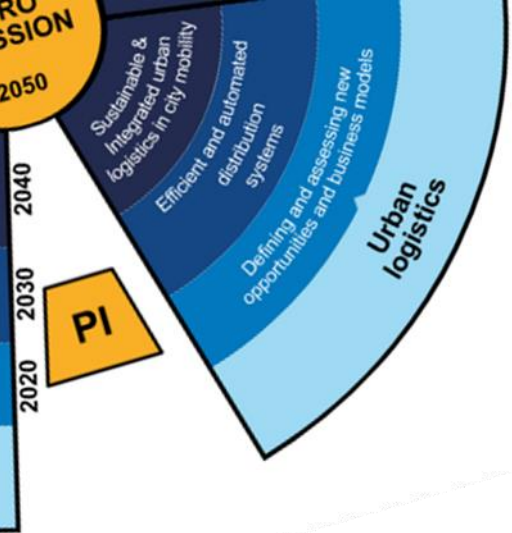 RO
SSION
2050
Sustainable &
Integrated urban
logistics in city mobility
Efficient and automated
distribution
systems
Defining and assessing new
opportunities and business models
Urban
logistics
2040
2030
2020
PI